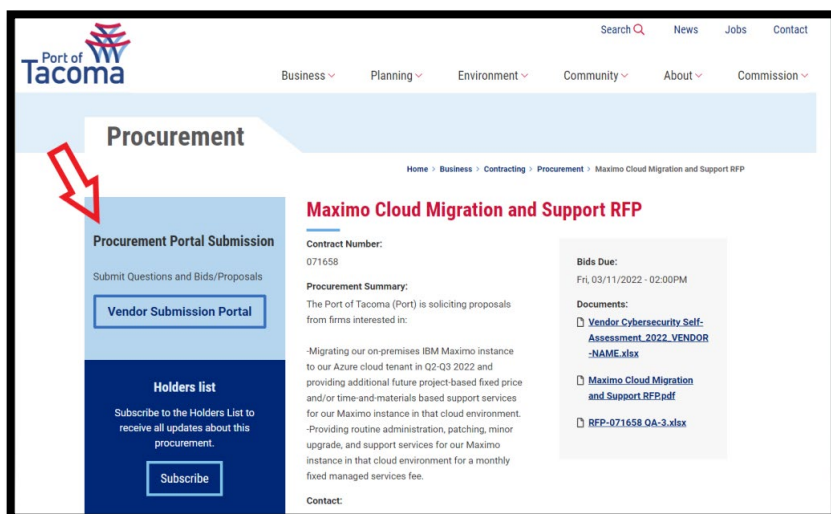 Port of
Tacoma
Search News Jobs Contact
Business Planning Environment Community About Commission
Procurement
Home > Business > Contracting > Procurement > Maximo Cloud Migration and Support RFP
Procurement Portal Submission
Submit Questions and Bids/Proposals
Vendor Submission Portal
Holders list
Subscribe to the Holders List to
receive all updates about this
procurement.
Subscribe
Maximo Cloud Migration and Support RFP
Contract Number:
071658
Procurement Summary:
The Port of Tacoma (Port) is soliciting proposals
from firms interested in:
-Migrating our on-premises IBM Maximo instance
to our Azure cloud tenant in Q2-Q3 2022 and
providing additional future project-based fixed price
and/or time-and-materials based support services
for our Maximo instance in that cloud environment.
-Providing routine administration, patching, minor
upgrade, and support services for our Maximo
instance in that cloud environment for a monthly
fixed managed services fee.
Contact:
Bids Due:
Fri, 03/11/2022 - 02:00PM
Documents:
Vendor Cybersecurity Self-
Assessment_2022_VENDOR
-NAME.xlsx
Maximo Cloud Migration
and Support RFP.pdf
RFP-071658 QA-3.xlsx